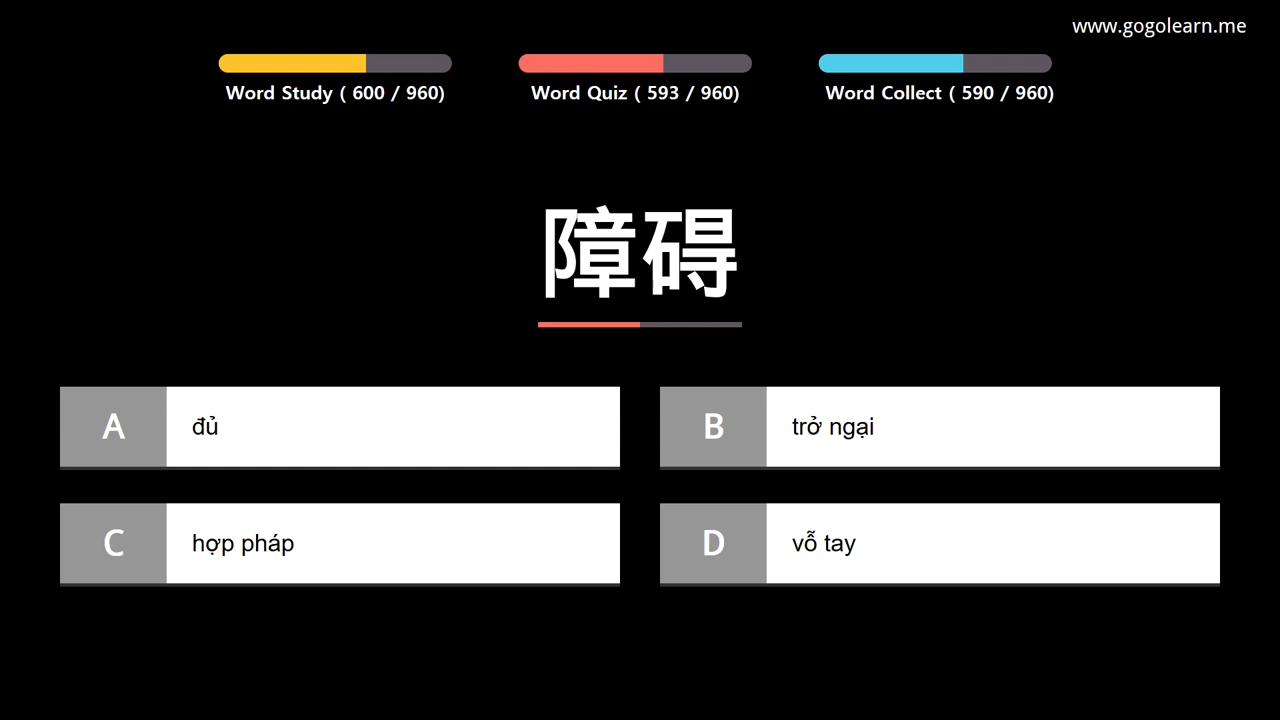 www.gogolearn.me
Word Study ( 600 / 960)
Word Quiz ( 593 / 960)
Word Collect ( 590 / 960)
障碍
A đủ
B trở ngại
C hợp pháp
D vỗ tay